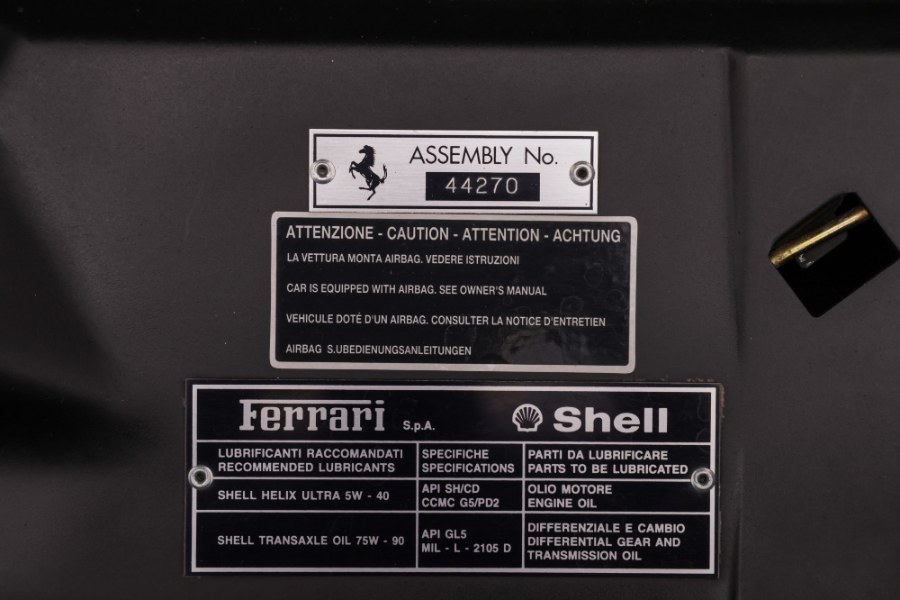 ASSEMBLY No.
44270
ATTENZIONE - CAUTION - ATTENTION - ACHTUNG
LA VETTURA MONTA AIRBAG. VEDERE ISTRUZIONI
CAR IS EQUIPPED WITH AIRBAG. SEE OWNER'S MANUAL
VEHICULE DOTÉ D'UN AIRBAG. CONSULTER LA NOTICE D'ENTRETIEN
AIRBAG S.UBEDIENUNGSANLEITUNGEN
Ferrari S.p.A. Shell
LUBRIFICANTI RACCOMANDATI
RECOMMENDED LUBRICANTS
SPECIFICHE
SPECIFICATIONS
PARTI DA LUBRIFICARE
PARTS TO BE LUBRICATED
SHELL HELIX ULTRA 5W - 40
API SH/CD
CCMC G5/PD2
OLIO MOTORE
ENGINE OIL
SHELL TRANSAXLE OIL 75W - 90
API GL5
MIL - L - 2105 D
DIFFERENZIALE E CAMBIO
DIFFERENTIAL GEAR AND
TRANSMISSION OIL